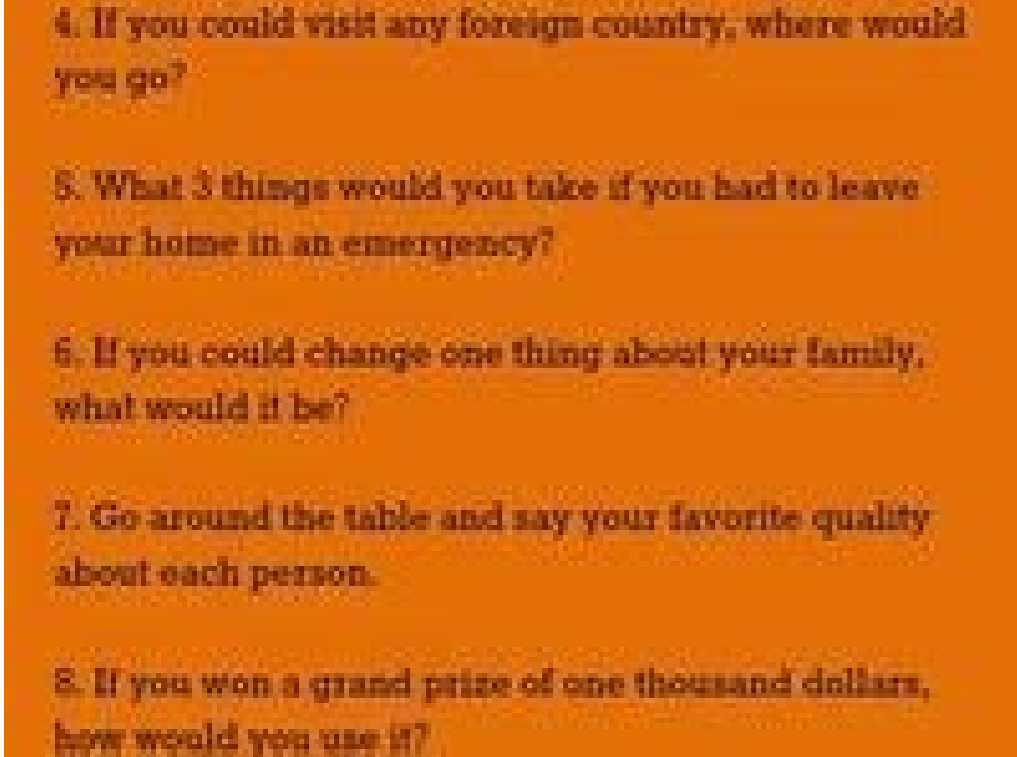 4. If you could visit any foreign country, where would
you go?
5. What 3 things would you take if you had to leave
your home in an emergency?
6. If you could change one thing about your family,
what would it be?
7. Go around the table and say your favorite quality
about each person.
8. If you won a grand prize of one thousand dollars,
how would you use it?